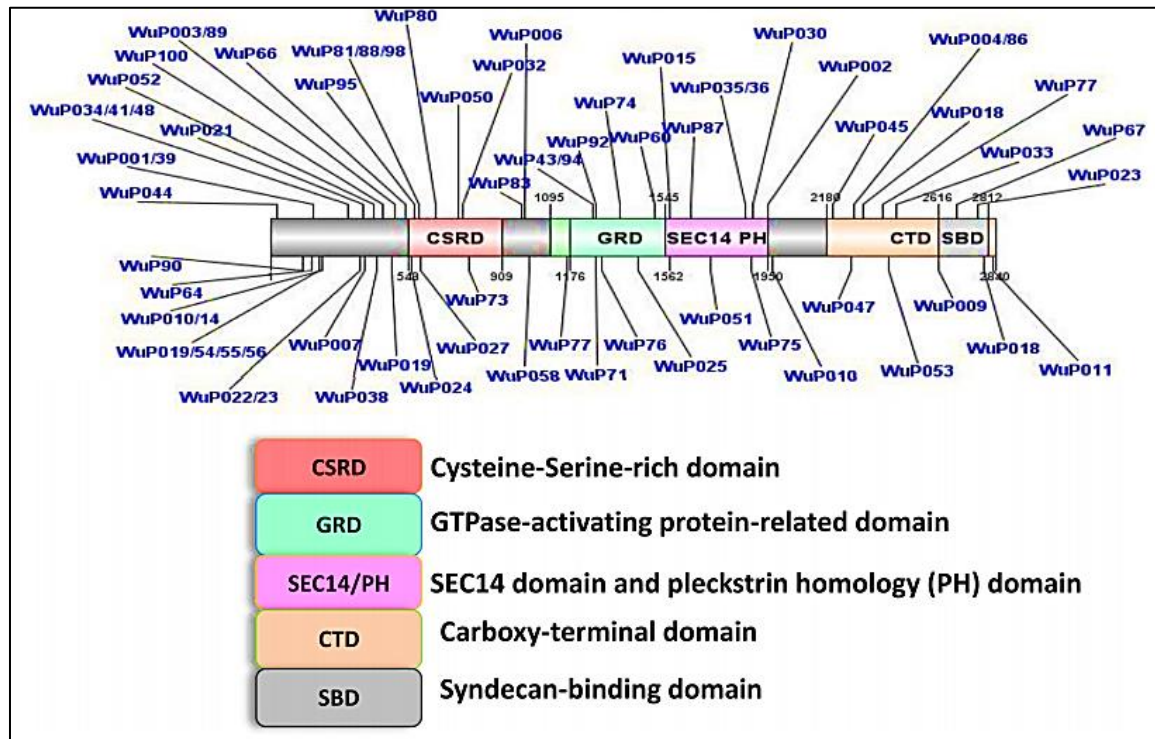 WuP80
WuP003/89
WuP006
WuP030
WuP004/86
WuP100
WuP66
WuP81/88/98
WuP015
WuP002
WuP052
WuP95
WuP032
WuP035/36
WuP77
WuP034/41/48
WuP050
WuP74
WuP018
WuP67
WuP021
WuP92
WuP60
WuP87
WuP045
WuP033
WuP001/39
WuP43/94
WuP023
WuP044
WuP83
1095
1545
2180
2616
2812
CSRD
GRD
SEC14 PH
CTD
SBD
WuP90
1
543
909
1176
1562
1950
2840
WuP64
WuP73
WuP010/14
WuP047
WuP009
WuP051
WuP019/54/55/56
WuP007
WuP027
WuP77
WuP76
WuP75
WuP018
WuP019
WuP025
WuP022/23
WuP038
WuP024
WuP058
WuP71
WuP010
WuP053
WuP011
CSRD Cysteine-Serine-rich domain
GRD GTPase-activating protein-related domain
SEC14/PH SEC14 domain and pleckstrin homology (PH) domain
CTD Carboxy-terminal domain
SBD Syndecan-binding domain